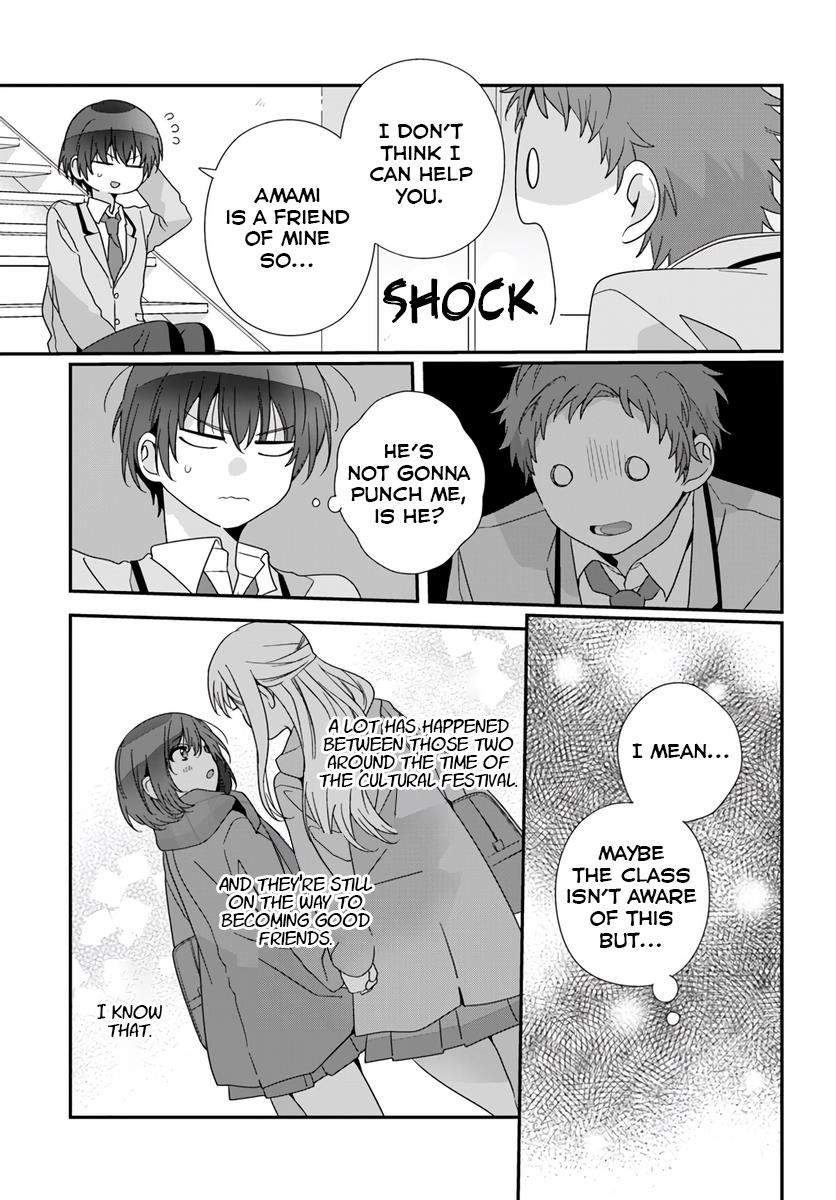 I DON'T
THINK I
CAN HELP
YOU.
AMAMI
IS A FRIEND
OF MINE
SO...
SHOCK
HE'S
NOT GONNA
PUNCH ME,
IS HE?
I MEAN...
MAYBE
THE CLASS
ISN'T AWARE
OF THIS
BUT...
A LOT HAS HAPPENED
BETWEEN THOSE TWO
AROUND THE TIME OF
THE CULTURAL FESTIVAL.
AND THEY'RE STILL
ON THE WAY TO
BECOMING GOOD
FRIENDS.
I KNOW
THAT.